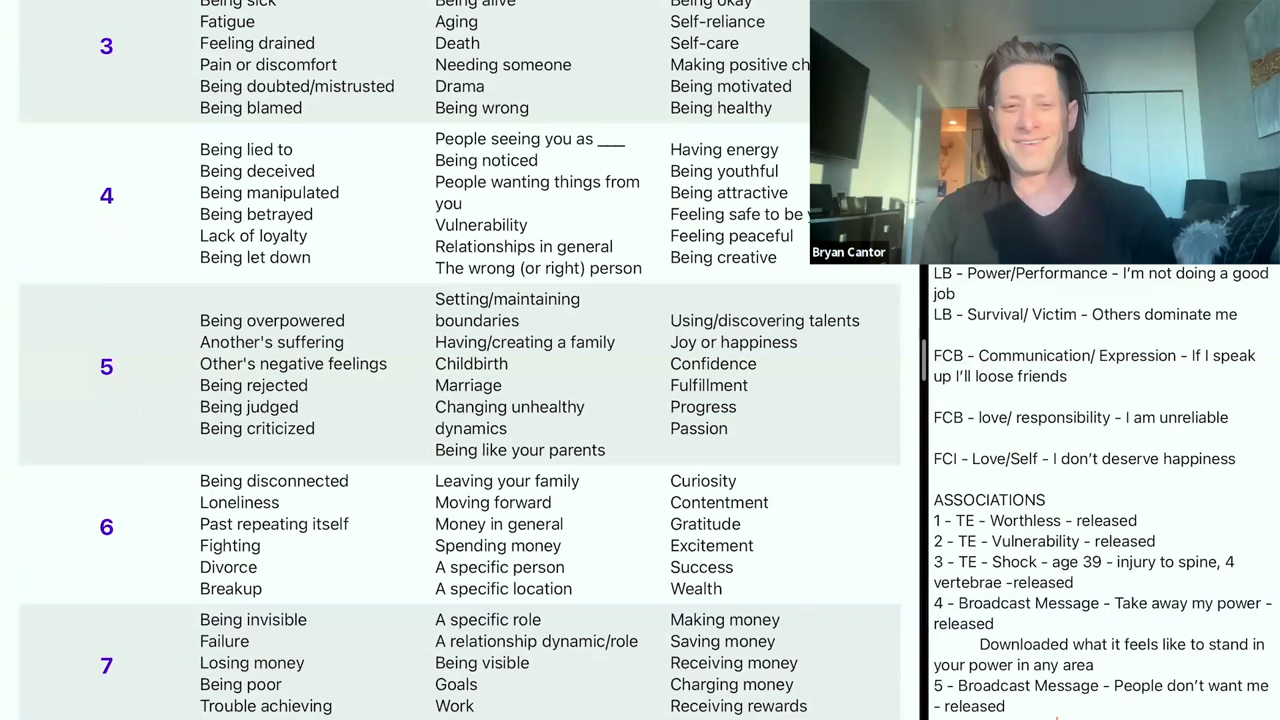 Being sick
Fatigue
Feeling drained
Pain or discomfort
Being doubted/mistrusted
Being blamed
Being alive
Aging
Death
Needing someone
Drama
Being wrong
Being okay
Self-reliance
Self-care
Making positive ch
Being motivated
Being healthy
3
Being lied to
Being deceived
Being manipulated
Being betrayed
Lack of loyalty
Being let down
People seeing you as ___
Being noticed
People wanting things from
you
Vulnerability
Relationships in general
The wrong (or right) person
Having energy
Being youthful
Being attractive
Feeling safe to be
Feeling peaceful
Being creative
4
Being overpowered
Another's suffering
Other's negative feelings
Being rejected
Being judged
Being criticized
Setting/maintaining
boundaries
Having/creating a family
Childbirth
Marriage
Changing unhealthy
dynamics
Being like your parents
Using/discovering talents
Joy or happiness
Confidence
Fulfillment
Progress
Passion
5
Being disconnected
Loneliness
Past repeating itself
Fighting
Divorce
Breakup
Leaving your family
Moving forward
Money in general
Spending money
A specific person
A specific location
Curiosity
Contentment
Gratitude
Excitement
Success
Wealth
6
Being invisible
Failure
Losing money
Being poor
Trouble achieving
A specific role
A relationship dynamic/role
Being visible
Goals
Work
Making money
Saving money
Receiving money
Charging money
Receiving rewards
7
Bryan Cantor
LB - Power/Performance - I'm not doing a good
job
LB - Survival/ Victim - Others dominate me
FCB - Communication/ Expression - If I speak
up I'll loose friends
FCB - love/ responsibility - I am unreliable
FCI - Love/Self - I don't deserve happiness
ASSOCIATIONS
1 - TE - Worthless - released
2 - TE - Vulnerability - released
3 - TE - Shock - age 39 - injury to spine, 4
vertebrae -released
4 - Broadcast Message - Take away my power -
released
Downloaded what it feels like to stand in
your power in any area
5 - Broadcast Message - People don't want me
- released